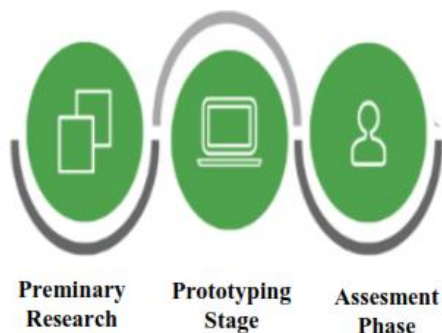 Preminary
Research
Prototyping
Stage
Assesment
Phase